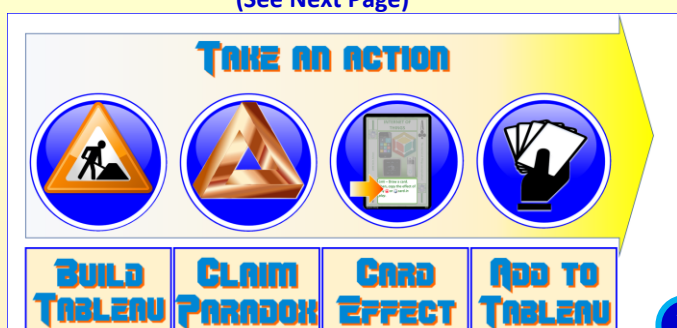 (See Next Page)
Take an action
Build
Tableau
Claim
Paradox
Card
Effect
Add to
Tableau